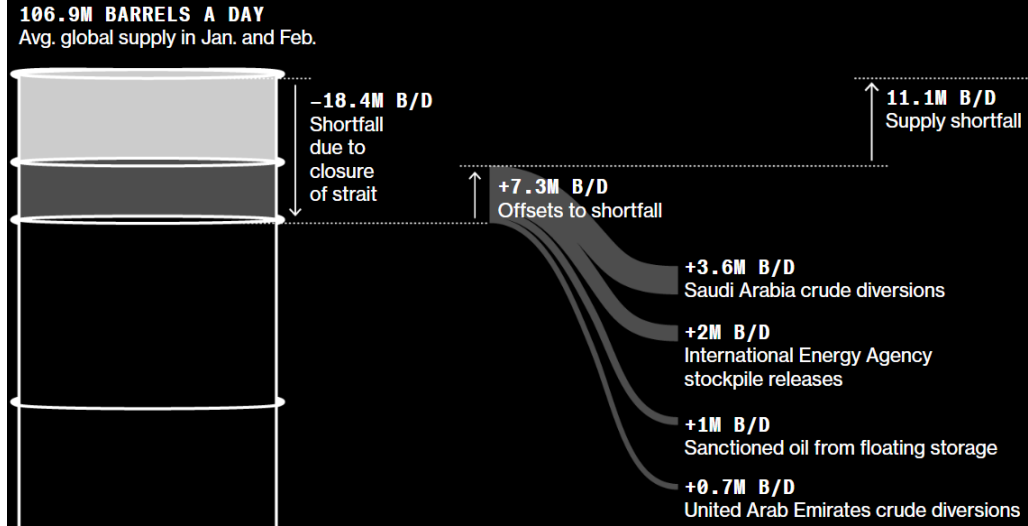 106.9M BARRELS A DAY
Avg. global supply in Jan. and Feb.
−18.4M B/D
Shortfall
due to
closure
of strait
+7.3M B/D
Offsets to shortfall
11.1M B/D
Supply shortfall
+3.6M B/D
Saudi Arabia crude diversions
+2M B/D
International Energy Agency
stockpile releases
+1M B/D
Sanctioned oil from floating storage
+0.7M B/D
United Arab Emirates crude diversions